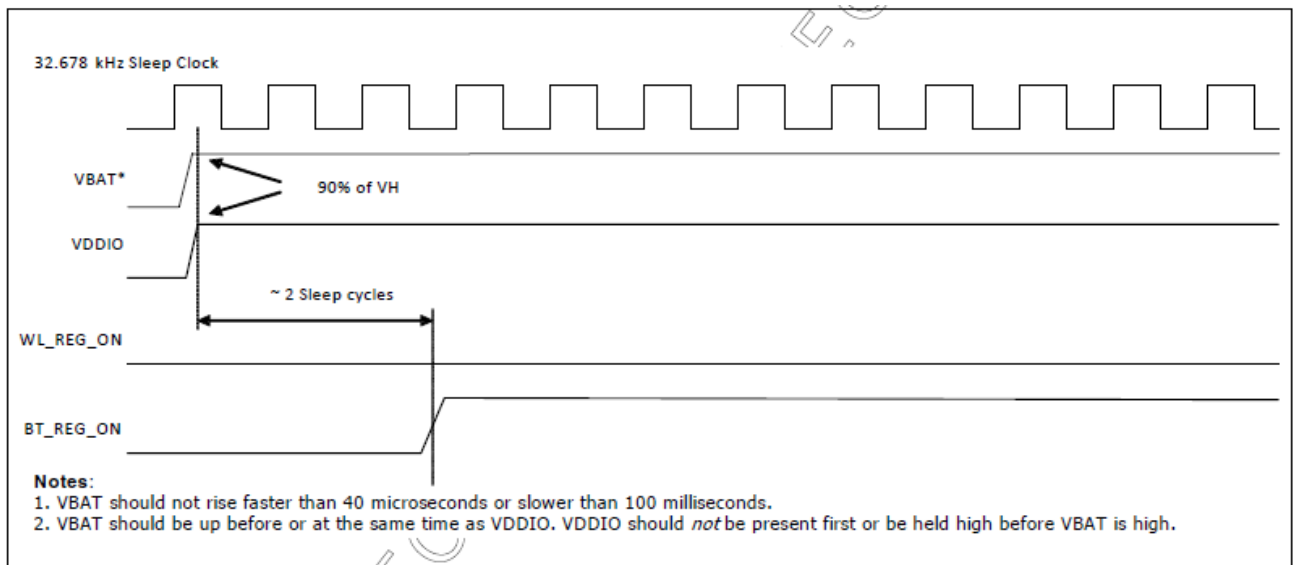 32.678 kHz Sleep Clock
VBAT*
90% of VH
VDDIO
~ 2 Sleep cycles
WL_REG_ON
BT_REG_ON
Notes:
1. VBAT should not rise faster than 40 microseconds or slower than 100 milliseconds.
2. VBAT should be up before or at the same time as VDDIO. VDDIO should not be present first or be held high before VBAT is high.